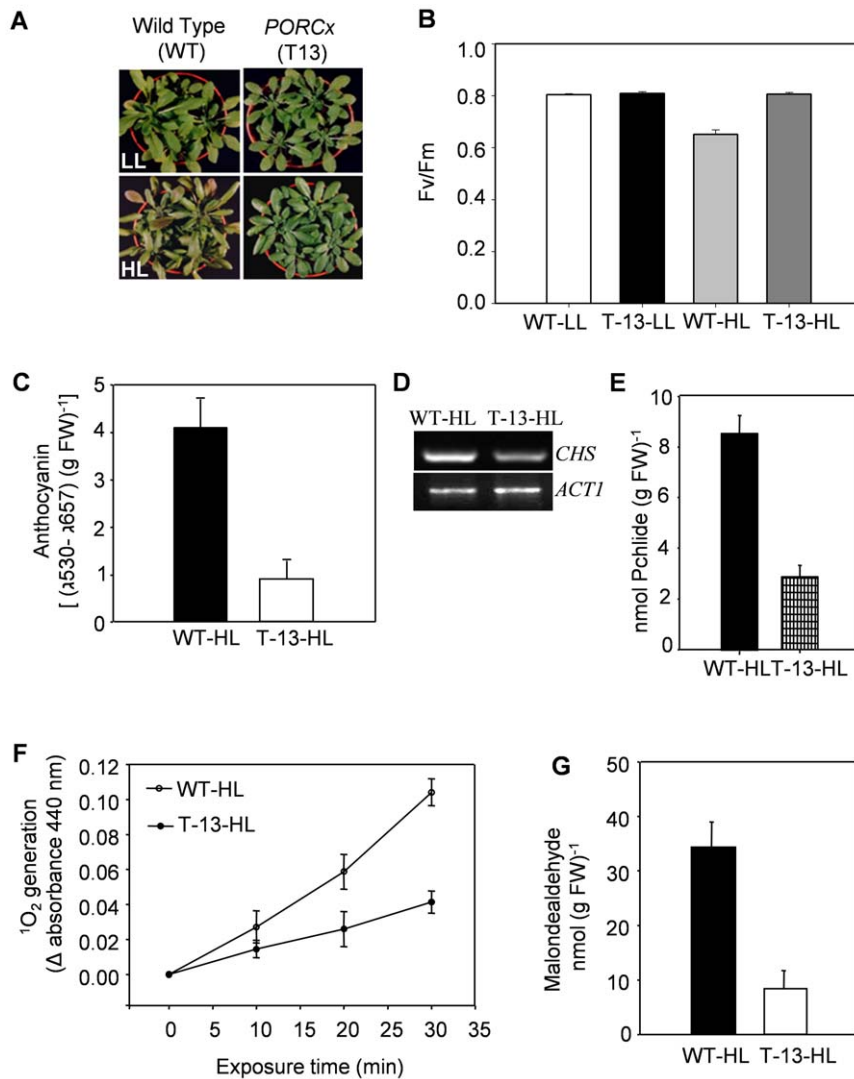 A
Wild Type
(WT)
PORCx
(T13)
LL
HL
B
Fv/Fm
1.0
0.8
0.6
0.4
0.2
0.0
WT-LL T-13-LL WT-HL T-13-HL
C
Anthocyanin
[ (λ530- λ657) (g FW)-1]
5
4
3
2
1
0
WT-HL T-13-HL
D
WT-HL T-13-HL
CHS
ACT1
E
nmol Pchlide (g FW)-1
10
8
6
4
2
0
WT-HL T-13-HL
F
1O2 generation
(Δ absorbance 440 nm)
0.12
0.10
0.08
0.06
0.04
0.02
0.00
WT-HL
T-13-HL
0 5 10 15 20 25 30 35
Exposure time (min)
G
Malondealdehyde
nmol (g FW)-1
50
40
30
20
10
0
WT-HL T-13-HL